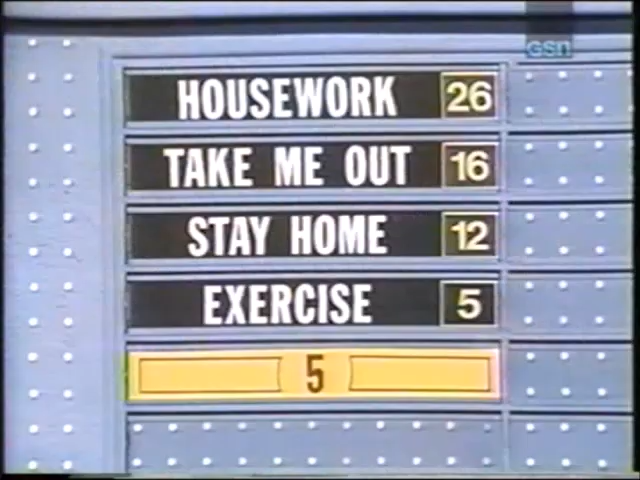 GSN
HOUSEWORK 26
TAKE ME OUT 16
STAY HOME 12
EXERCISE 5
5